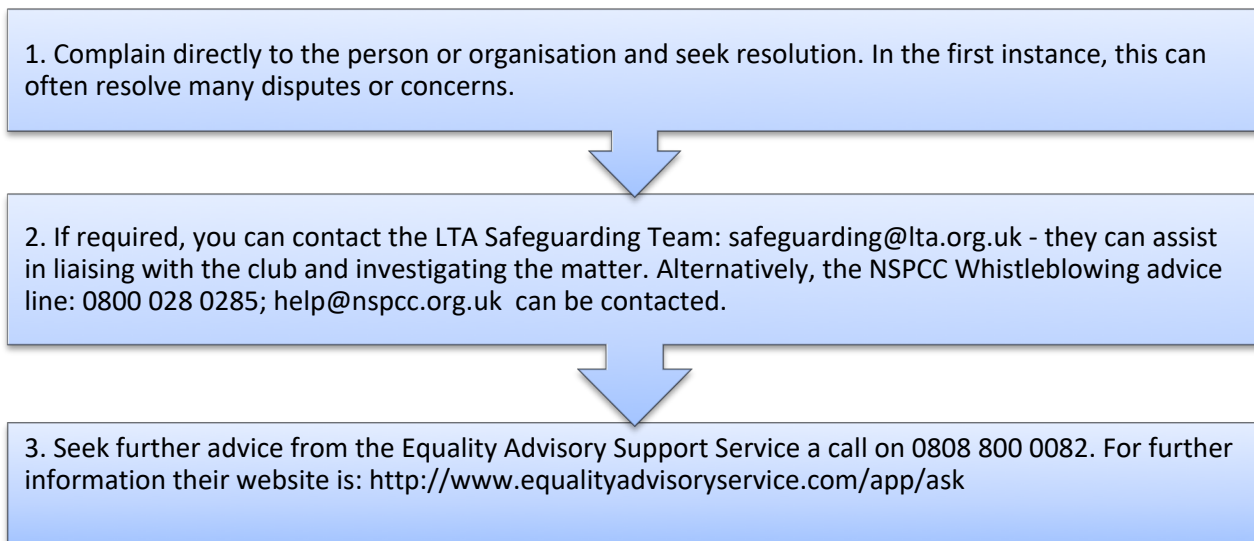 1. Complain directly to the person or organisation and seek resolution. In the first instance, this can
often resolve many disputes or concerns.
2. If required, you can contact the LTA Safeguarding Team: safeguarding@lta.org.uk - they can assist
in liaising with the club and investigating the matter. Alternatively, the NSPCC Whistleblowing advice
line: 0800 028 0285; help@nspcc.org.uk can be contacted.
3. Seek further advice from the Equality Advisory Support Service a call on 0808 800 0082. For further
information their website is: http://www.equalityadvisoryservice.com/app/ask